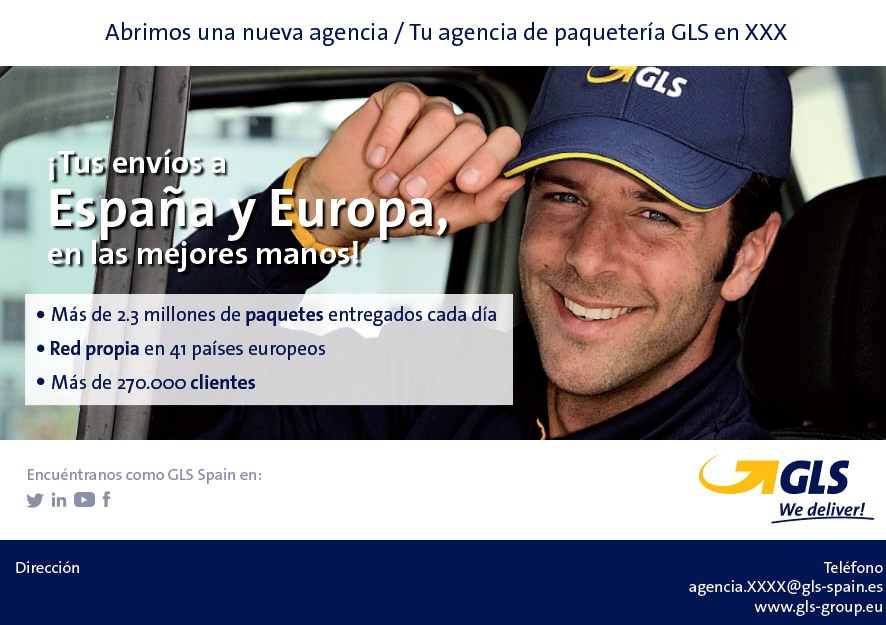 Abrimos una nueva agencia / Tu agencia de paquetería GLS en XXX
GLS
¡Tus envíos a
España y Europa,
en las mejores manos!
• Más de 2.3 millones de paquetes entregados cada día
• Red propia en 41 países europeos
• Más de 270.000 clientes
Encuéntranos como GLS Spain en:
GLS
We deliver!
Dirección
Teléfono
agencia.XXXX@gls-spain.es
www.gls-group.eu